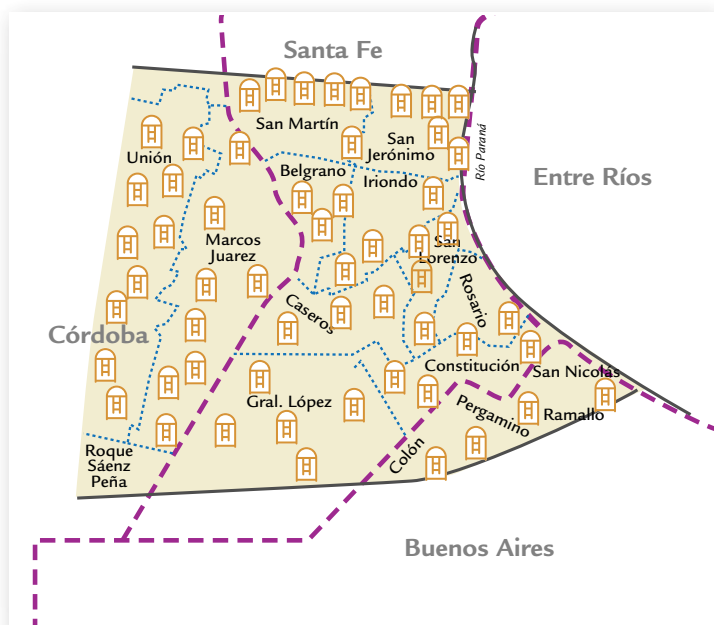 Santa Fe
San Martín
San
Jerónimo
Río Paraná
Unión
Belgrano
Iriondo
Entre Ríos
Marcos
Juarez
San
Lorenzo
Rosario
Caseros
Córdoba
Constitución
San Nicolás
Gral. López
Pergamino
Ramallo
Colón
Roque
Sáenz
Peña
Buenos Aires